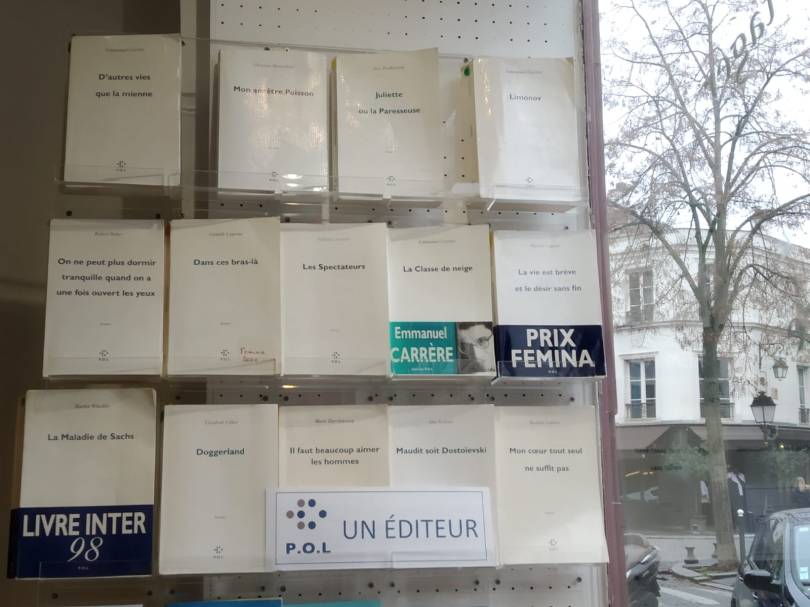 D'autres vies
que la mienne
P.O.L
Mon ancêtre Poisson
P.O.L
Juliette
ou la Paresseuse
P.O.L
Limonov
P.O.L
On ne peut plus dormir
tranquille quand on a
une fois ouvert les yeux
P.O.L
Dans ces bras-là
P.O.L
Les Spectateurs
P.O.L
La Classe de neige
Emmanuel
CARRÈRE
La vie est brève
et le désir sans fin
PRIX
FEMINA
P.O.L
Martin Winckler
La Maladie de Sachs
LIVRE INTER
98
P.O.L
Doggerland
P.O.L
Il faut beaucoup aimer
les hommes
Maudit soit Dostoïevski
Mon cœur tout seul
ne suffit pas
P.O.L
P.O.L
UN ÉDITEUR